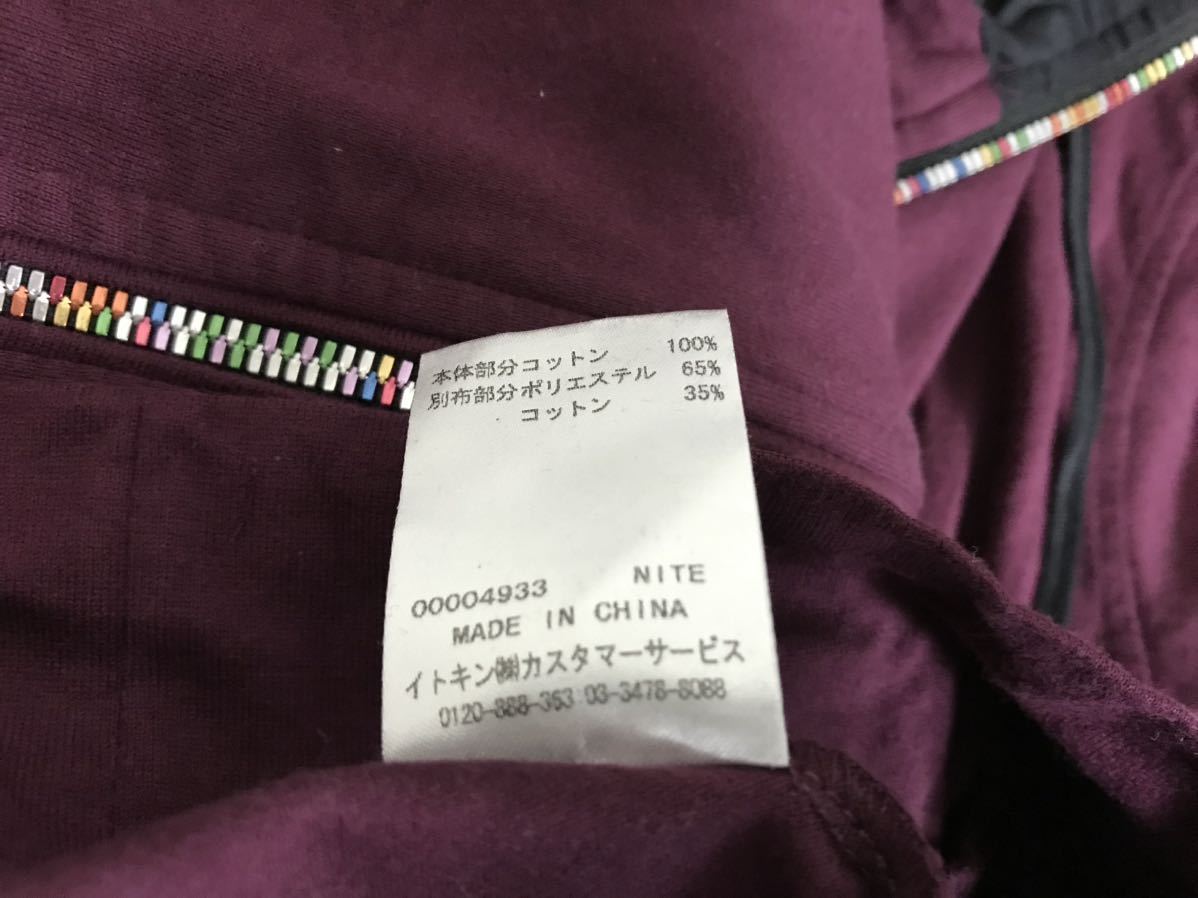 本体部分コットン 100%
別布部分ポリエステル 65%
コットン 35%
00004933 NITE
MADE IN CHINA
イトキン㈱カスタマーサービス
0120-888-363 03-3478-8088